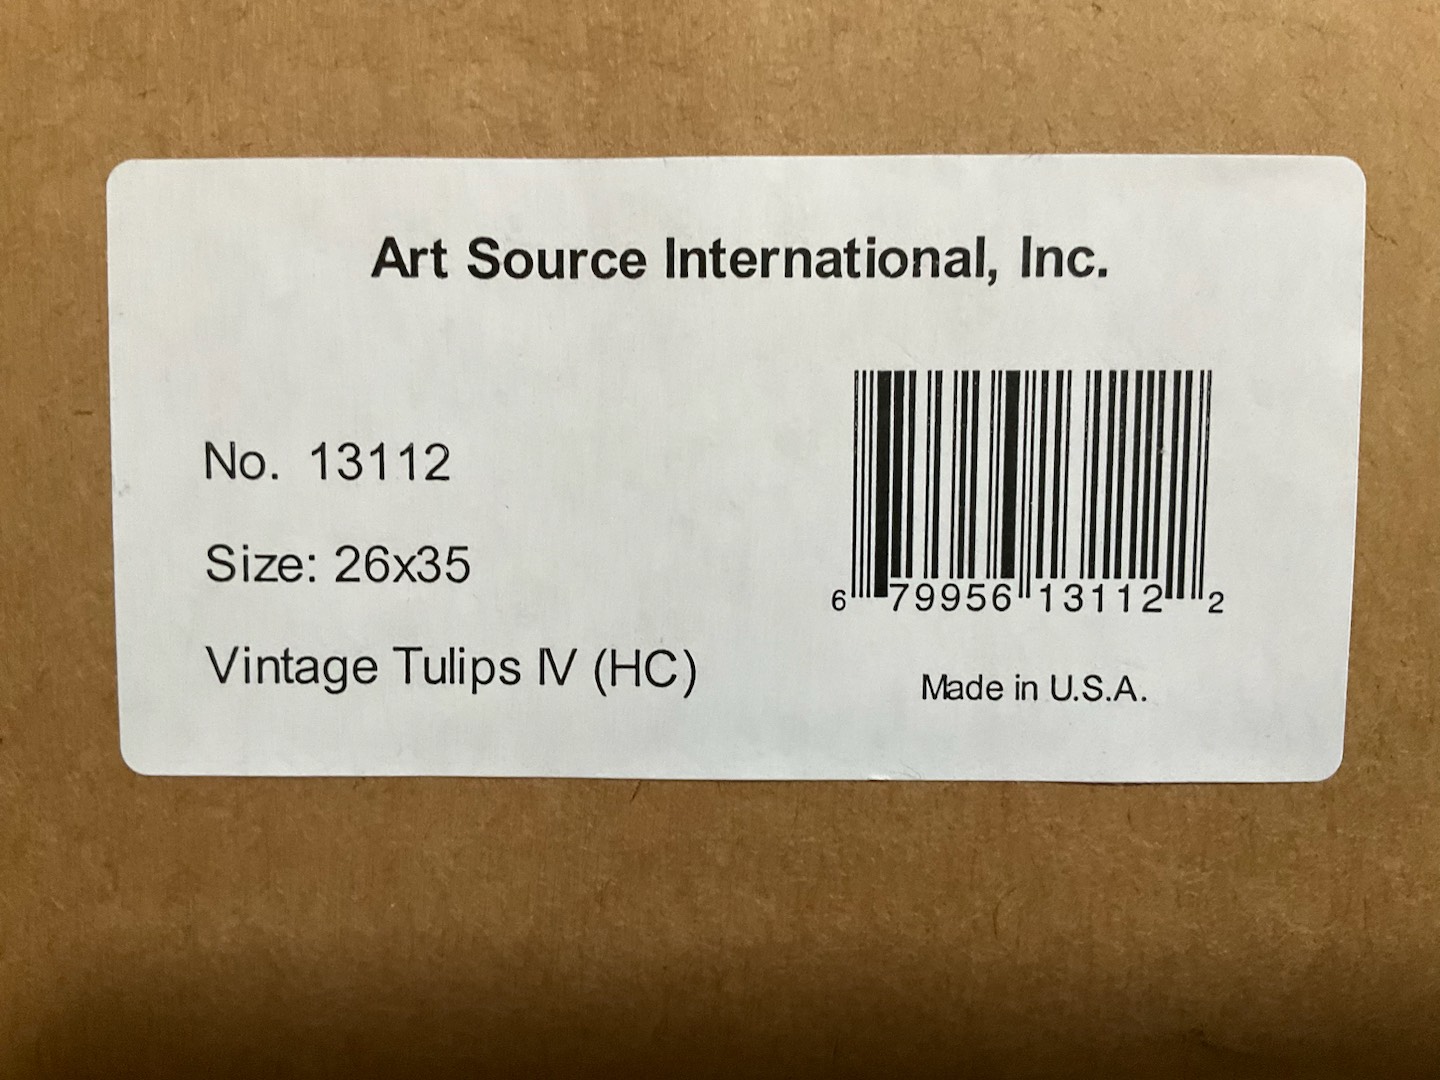 Art Source International, Inc.
No. 13112
Size: 26x35
Vintage Tulips IV (HC)
6 79956 13112 2
Made in U.S.A.